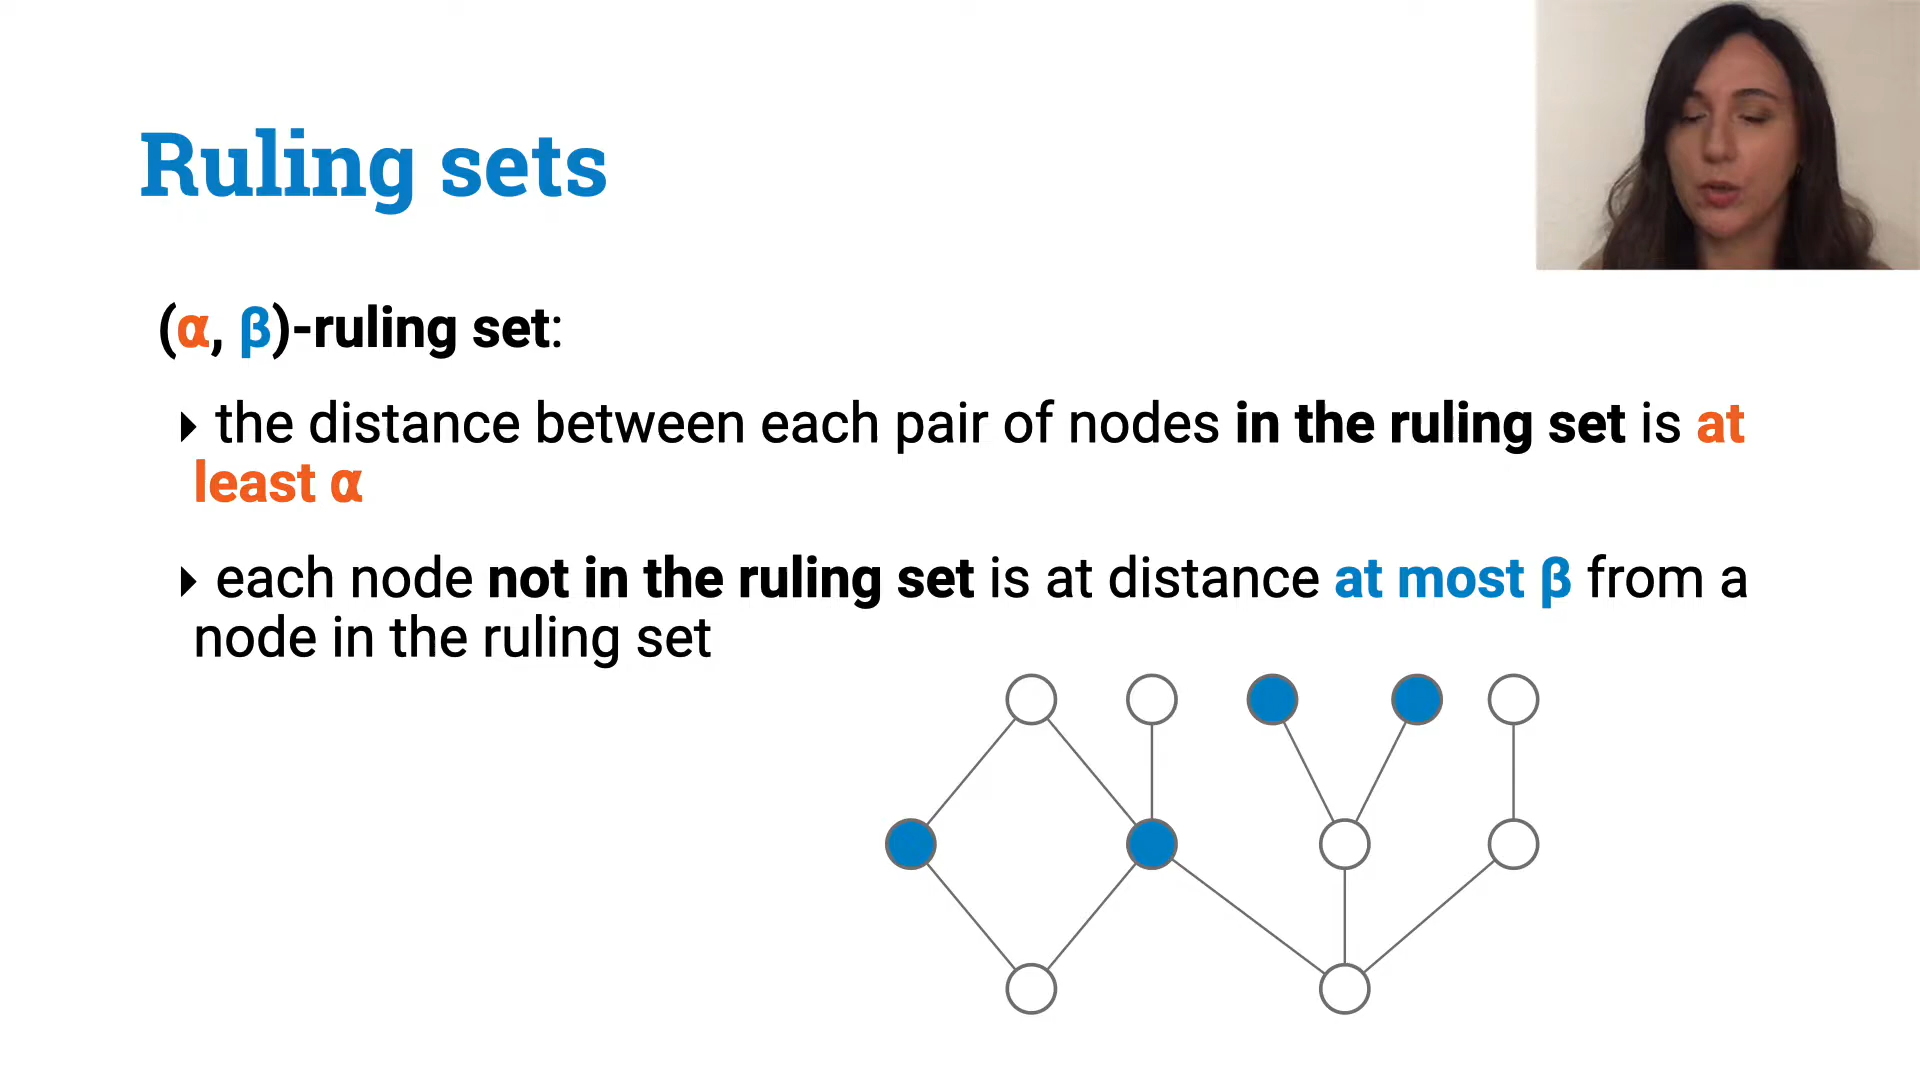 Ruling sets
(α, β)-ruling set:
▸ the distance between each pair of nodes in the ruling set is at
least α
▸ each node not in the ruling set is at distance at most β from a
node in the ruling set